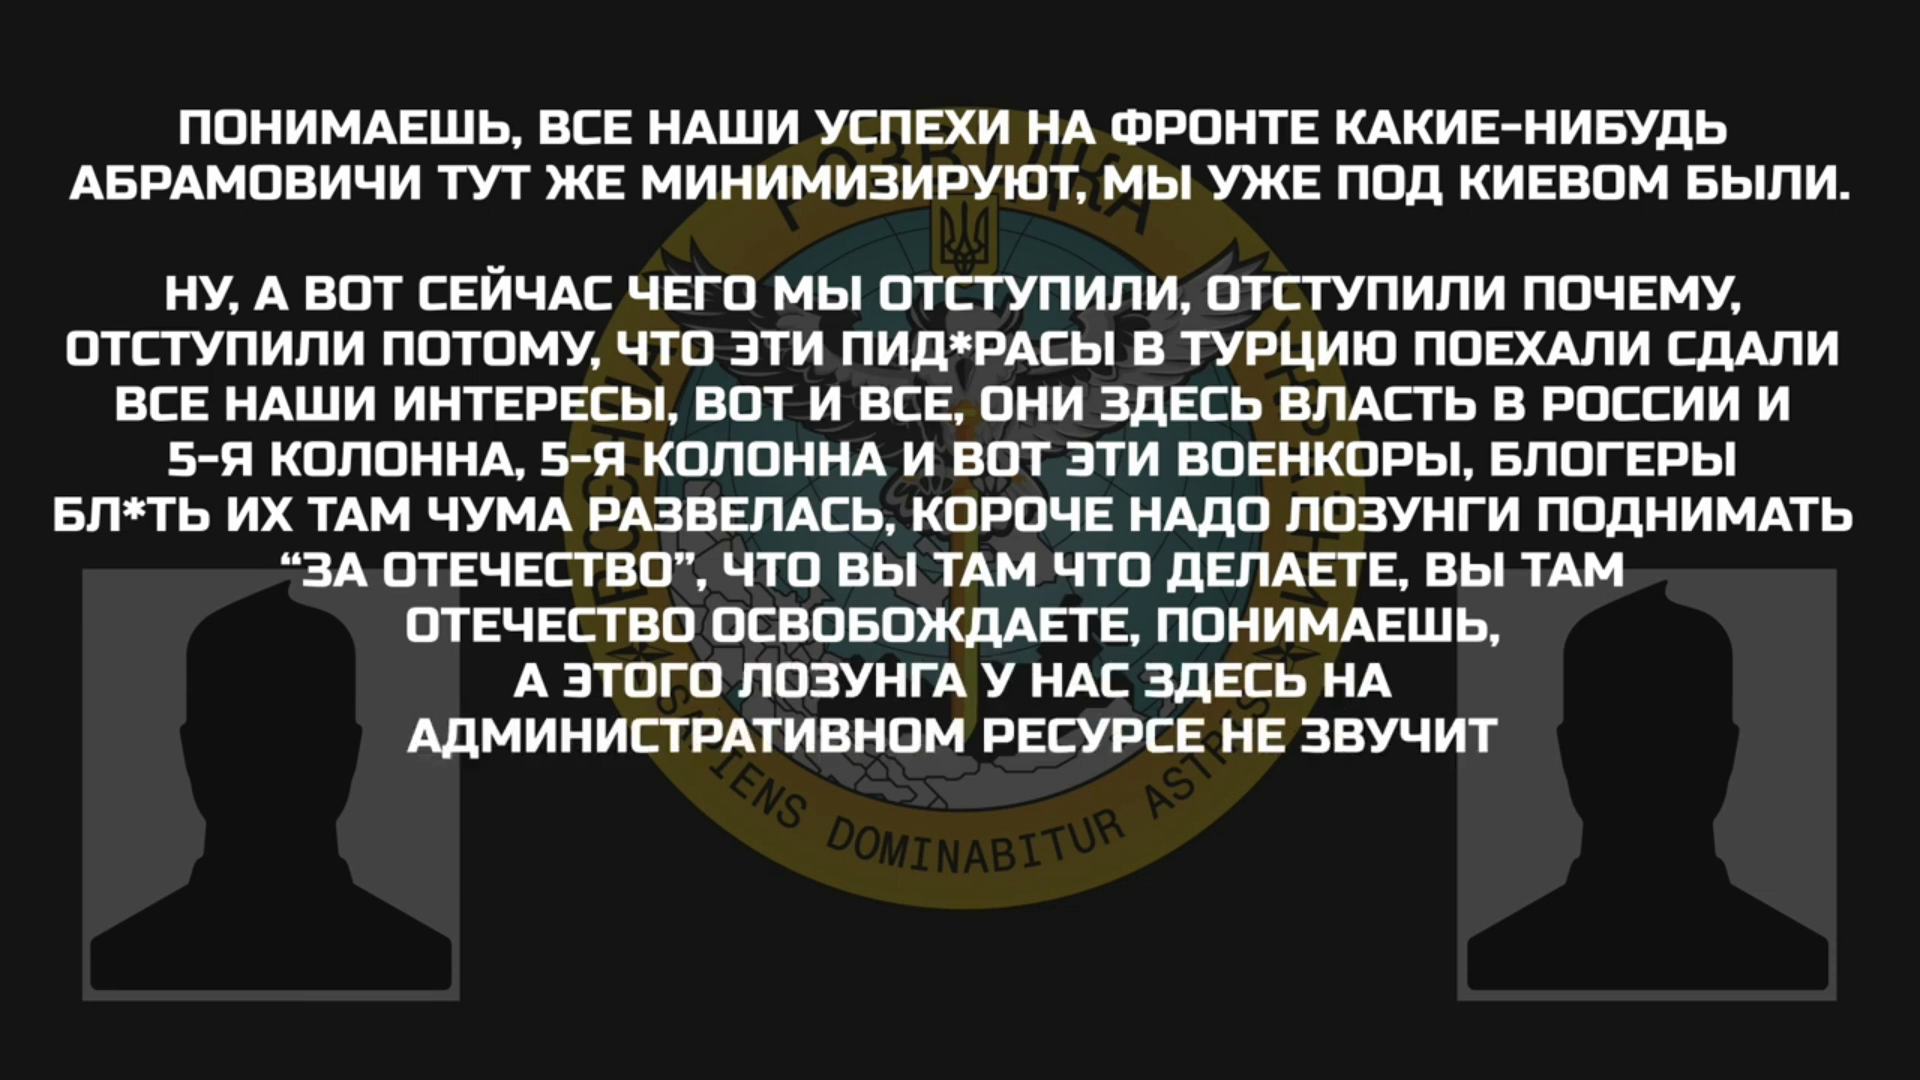 ПОНИМАЕШЬ, ВСЕ НАШИ УСПЕХИ НА ФРОНТЕ КАКИЕ-НИБУДЬ
АБРАМОВИЧИ ТУТ ЖЕ МИНИМИЗИРУЮТ, МЫ УЖЕ ПОД КИЕВОМ БЫЛИ.
НУ, А ВОТ СЕЙЧАС ЧЕГО МЫ ОТСТУПИЛИ, ОТСТУПИЛИ ПОЧЕМУ,
ОТСТУПИЛИ ПОТОМУ, ЧТО ЭТИ ПИД*РАСЫ В ТУРЦИЮ ПОЕХАЛИ СДАЛИ
ВСЕ НАШИ ИНТЕРЕСЫ, ВОТ И ВСЕ, ОНИ ЗДЕСЬ ВЛАСТЬ В РОССИИ И
5-Я КОЛОННА, 5-Я КОЛОННА И ВОТ ЭТИ ВОЕНКОРЫ, БЛОГЕРЫ
БЛ*ТЬ ИХ ТАМ ЧУМА РАЗВЕЛАСЬ, КОРОЧЕ НАДО ЛОЗУНГИ ПОДНИМАТЬ
“ЗА ОТЕЧЕСТВО”, ЧТО ВЫ ТАМ ЧТО ДЕЛАЕТЕ, ВЫ ТАМ
ОТЕЧЕСТВО ОСВОБОЖДАЕТЕ, ПОНИМАЕШЬ,
А ЭТОГО ЛОЗУНГА У НАС ЗДЕСЬ НА
АДМИНИСТРАТИВНОМ РЕСУРСЕ НЕ ЗВУЧИТ
РОЗВІДКА
SAPIENS DOMINABITUR ASTRIS